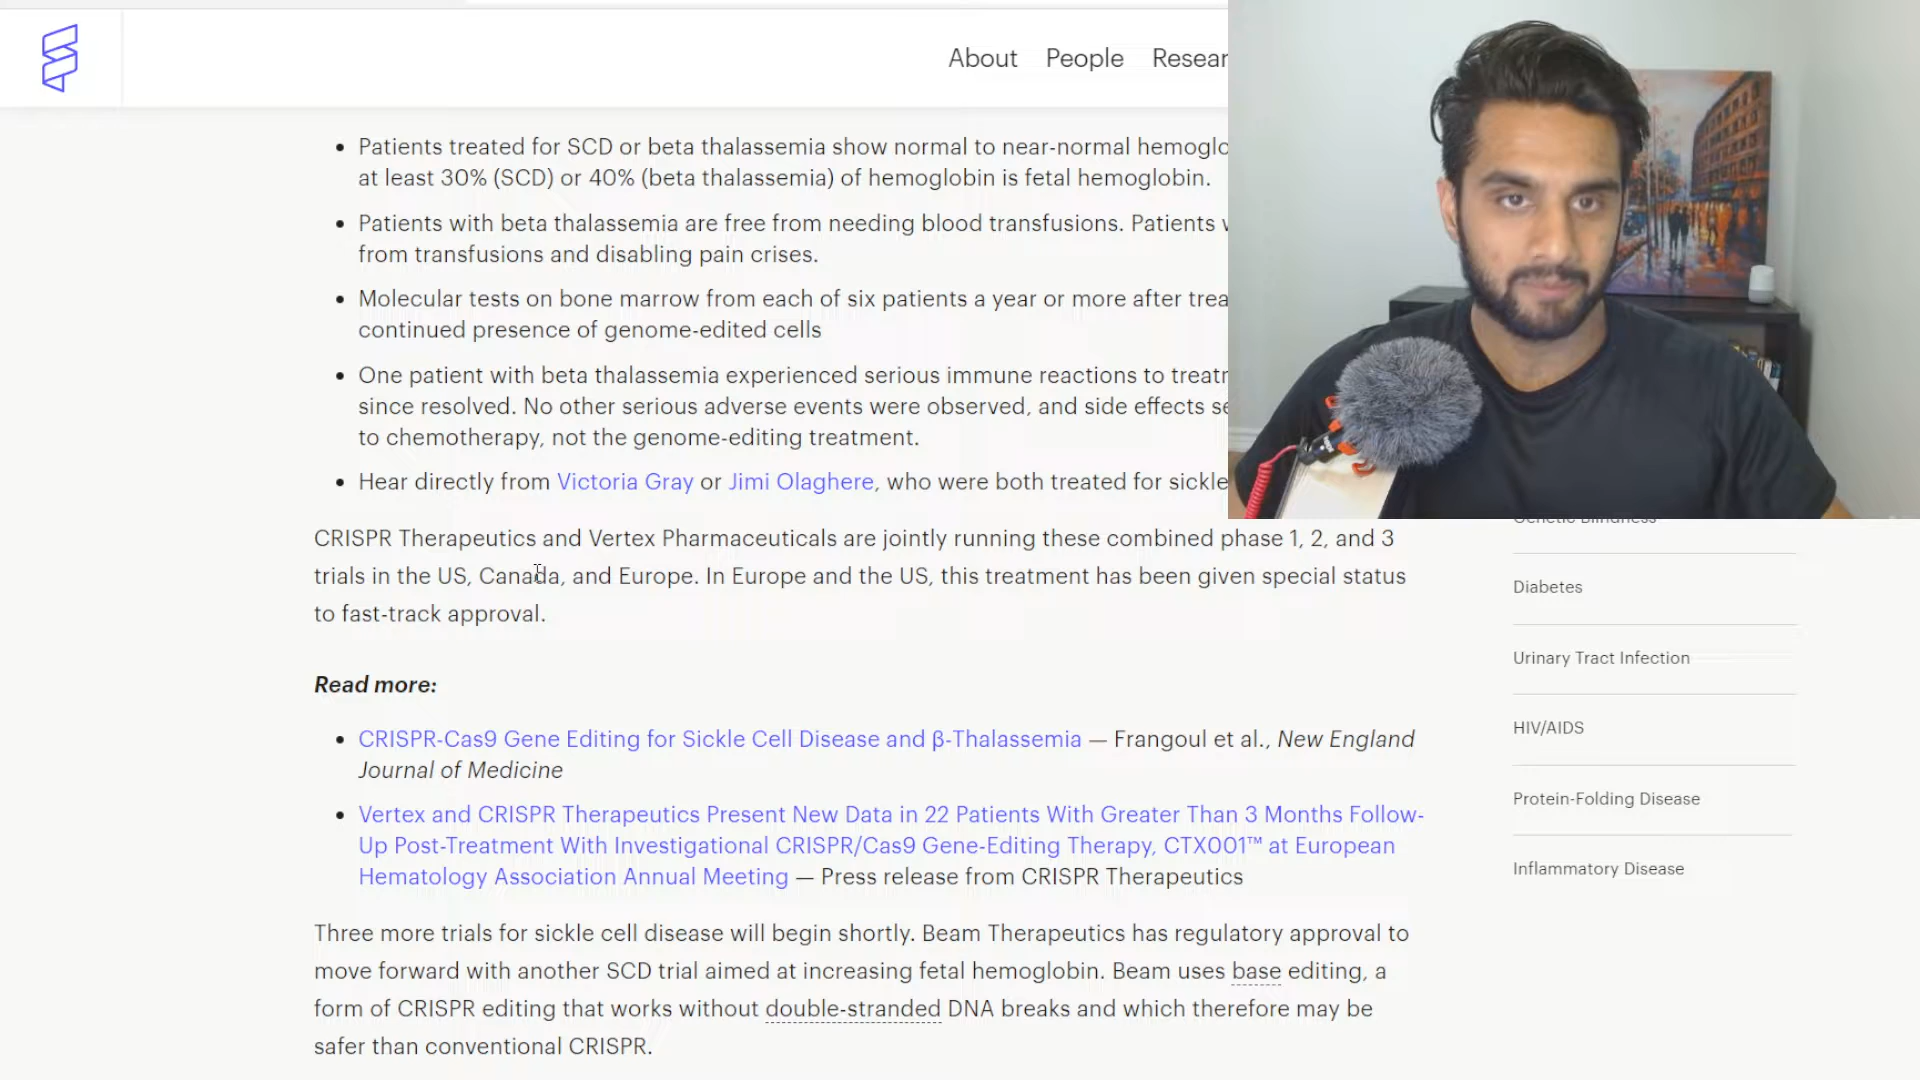 About People Resear
Patients treated for SCD or beta thalassemia show normal to near-normal hemoglo
at least 30% (SCD) or 40% (beta thalassemia) of hemoglobin is fetal hemoglobin.
Patients with beta thalassemia are free from needing blood transfusions. Patients
from transfusions and disabling pain crises.
Molecular tests on bone marrow from each of six patients a year or more after trea
continued presence of genome-edited cells
One patient with beta thalassemia experienced serious immune reactions to treatr
since resolved. No other serious adverse events were observed, and side effects se
to chemotherapy, not the genome-editing treatment.
Hear directly from Victoria Gray or Jimi Olaghere, who were both treated for sickle
CRISPR Therapeutics and Vertex Pharmaceuticals are jointly running these combined phase 1, 2, and 3
trials in the US, Canada, and Europe. In Europe and the US, this treatment has been given special status
to fast-track approval.
Read more:
CRISPR-Cas9 Gene Editing for Sickle Cell Disease and β-Thalassemia — Frangoul et al., New England
Journal of Medicine
Vertex and CRISPR Therapeutics Present New Data in 22 Patients With Greater Than 3 Months Follow-
Up Post-Treatment With Investigational CRISPR/Cas9 Gene-Editing Therapy, CTX001™ at European
Hematology Association Annual Meeting — Press release from CRISPR Therapeutics
Three more trials for sickle cell disease will begin shortly. Beam Therapeutics has regulatory approval to
move forward with another SCD trial aimed at increasing fetal hemoglobin. Beam uses base editing, a
form of CRISPR editing that works without double-stranded DNA breaks and which therefore may be
safer than conventional CRISPR.
Genetic Blindness
Diabetes
Urinary Tract Infection
HIV/AIDS
Protein-Folding Disease
Inflammatory Disease